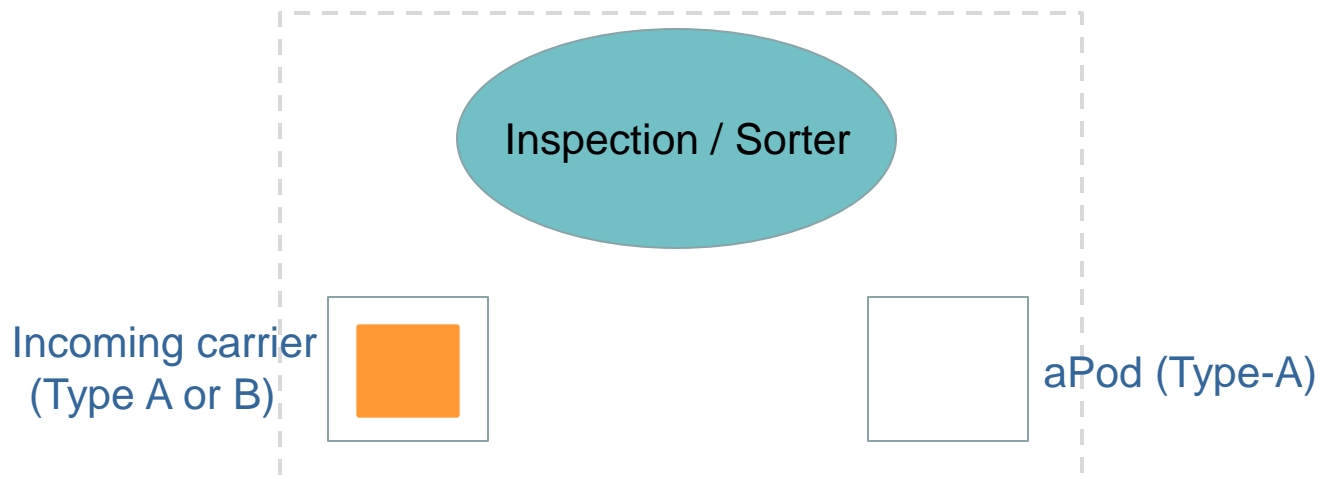 Inspection / Sorter
Incoming carrier
(Type A or B)
aPod (Type-A)